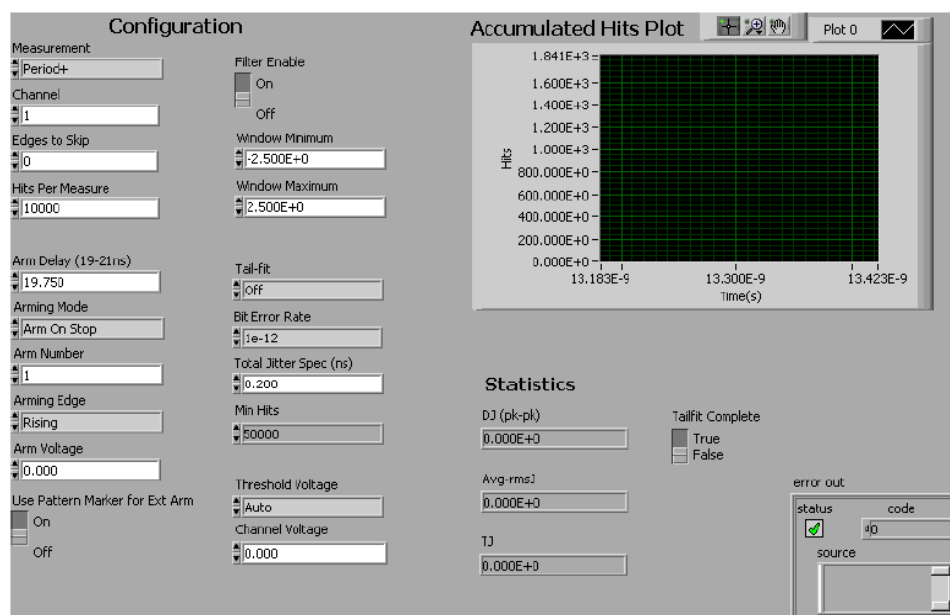 Configuration
Measurement
Period+
Channel
1
Edges to Skip
0
Hits Per Measure
10000
Arm Delay (19-21ns)
19.750
Arming Mode
Arm On Stop
Arm Number
1
Arming Edge
Rising
Arm Voltage
0.000
Use Pattern Marker for Ext Arm
On
Off
Filter Enable
On
Off
Window Minimum
-2.500E+0
Window Maximum
2.500E+0
Tail-fit
Off
Bit Error Rate
1e-12
Total Jitter Spec (ns)
0.200
Min Hits
50000
Threshold Voltage
Auto
Channel Voltage
0.000
Accumulated Hits Plot
Plot 0
1.841E+3
1.600E+3
1.400E+3
1.200E+3
1.000E+3
800.000E+0
600.000E+0
400.000E+0
200.000E+0
0.000E+0
Hits
13.183E-9 13.300E-9 13.423E-9
Time(s)
Statistics
DJ (pk-pk)
0.000E+0
Avg-rmsJ
0.000E+0
TJ
0.000E+0
Tailfit Complete
True
False
error out
status code
d0
source